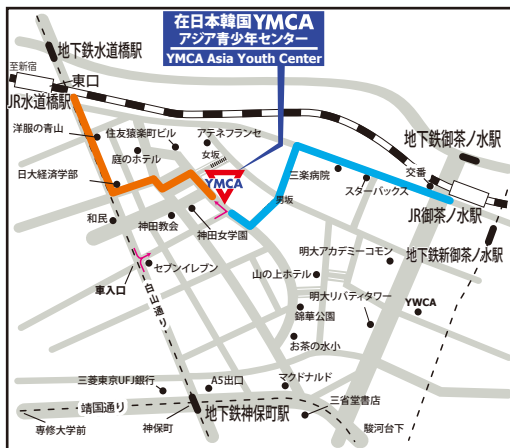 在日本韓国YMCA
アジア青少年センター
YMCA Asia Youth Center
地下鉄水道橋駅
至新宿
東口
JR水道橋駅
洋服の青山
住友猿楽町ビル
アテネフランセ
女坂
庭のホテル
地下鉄御茶ノ水駅
交番
三楽病院
スターバックス
日大経済学部
YMCA
JR御茶ノ水駅
和民
神田教会
神田女学園
男坂
地下鉄新御茶ノ水駅
セブンイレブン
明大アカデミーコモン
山の上ホテル
車入口
白山通り
明大リバティタワー
YWCA
錦華公園
お茶の水小
三菱東京UFJ銀行
A5出口
マクドナルド
靖国通り
地下鉄神保町駅
三省堂書店
専修大学前
神保町
駿河台下